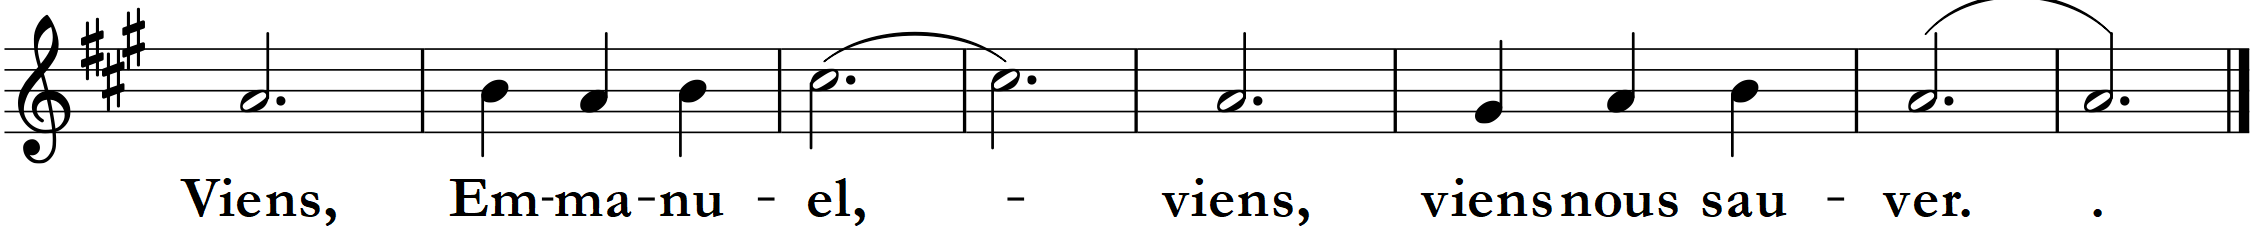 Viens, Em-ma-nu - el, - viens, viens nous sau - ver. .